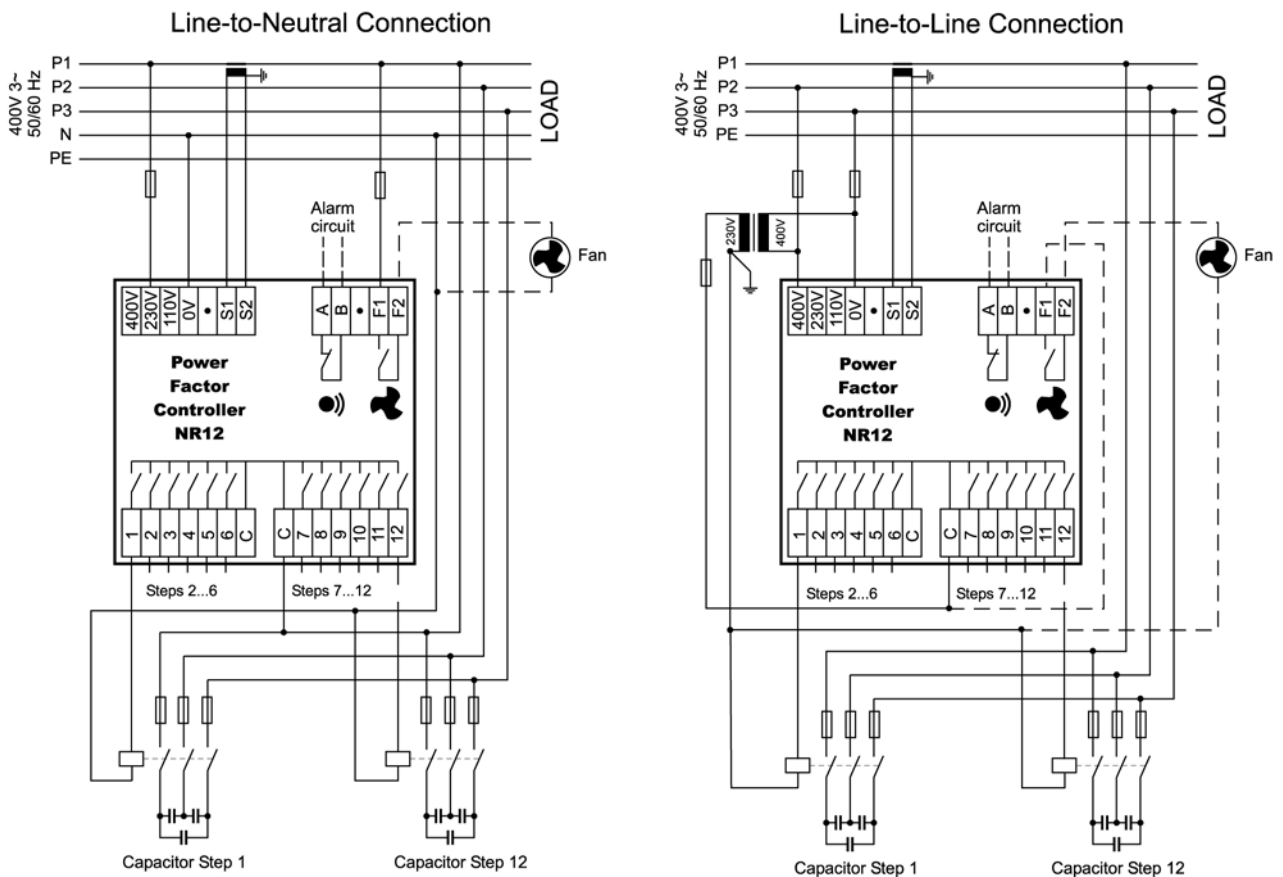 Line-to-Neutral Connection
400V 3~
50/60 Hz
P1
P2
P3
N
PE
LOAD
Alarm
circuit
Fan
400V
230V
110V
0V
•
S1
S2
A
B
•
F1
F2
Power
Factor
Controller
NR12
1
2
3
4
5
6
C
C
7
8
9
10
11
12
Steps 2...6
Steps 7...12
Capacitor Step 1
Capacitor Step 12
Line-to-Line Connection
400V 3~
50/60 Hz
P1
P2
P3
PE
LOAD
230V
400V
Alarm
circuit
Fan
400V
230V
110V
0V
•
S1
S2
A
B
•
F1
F2
Power
Factor
Controller
NR12
1
2
3
4
5
6
C
C
7
8
9
10
11
12
Steps 2...6
Steps 7...12
Capacitor Step 1
Capacitor Step 12